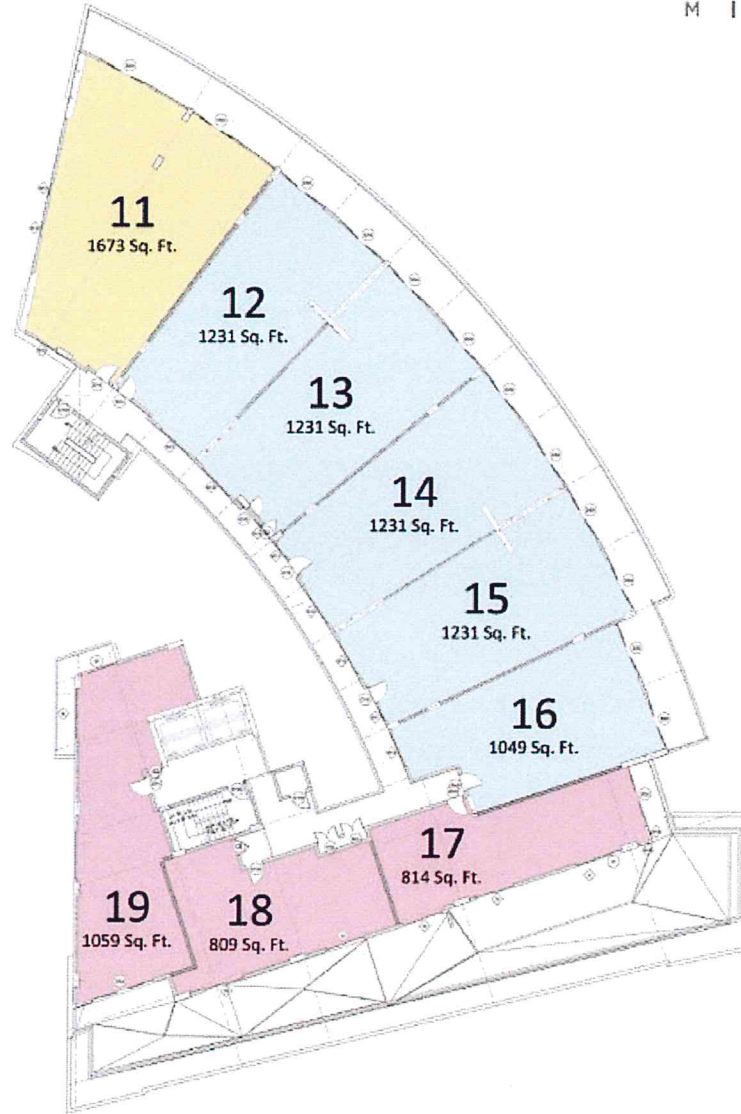 M I
11
1673 Sq. Ft.
12
1231 Sq. Ft.
13
1231 Sq. Ft.
14
1231 Sq. Ft.
15
1231 Sq. Ft.
16
1049 Sq. Ft.
17
814 Sq. Ft.
18
809 Sq. Ft.
19
1059 Sq. Ft.